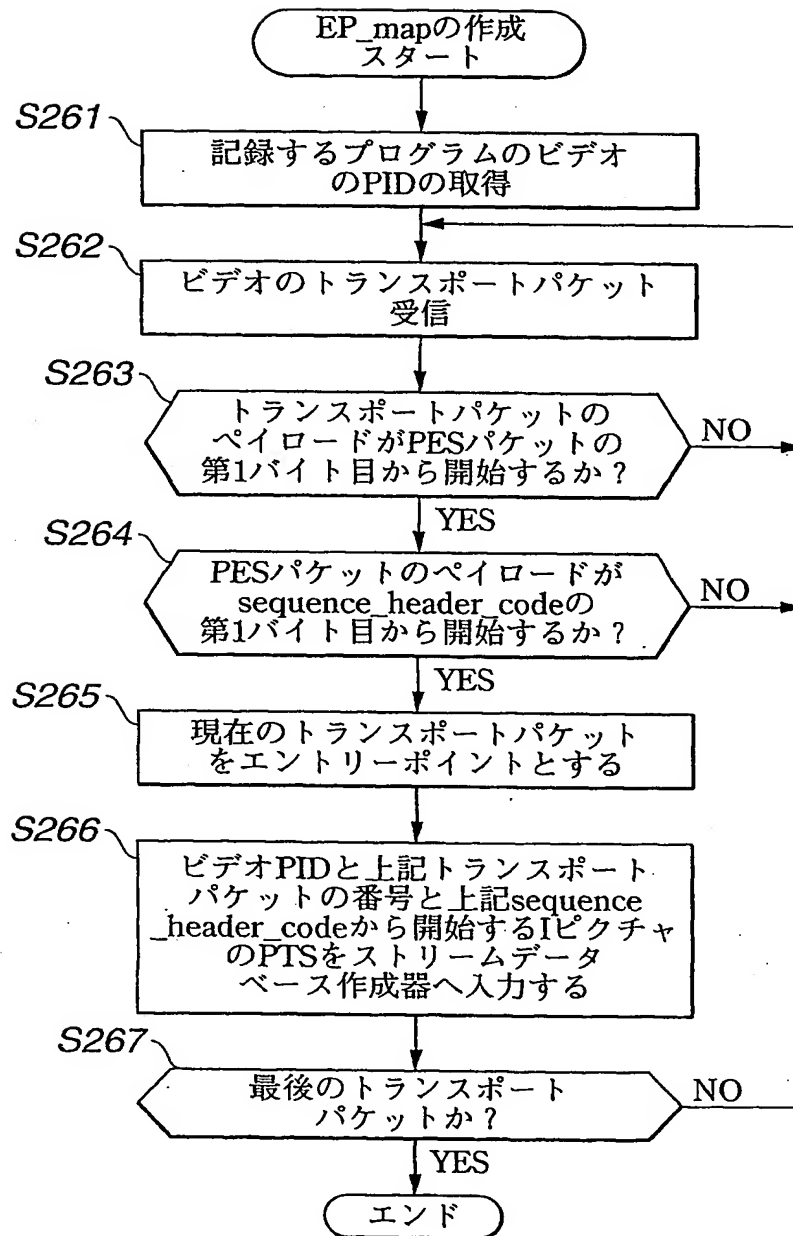 EP_mapの作成
スタート
S261
記録するプログラムのビデオ
のPIDの取得
S262
ビデオのトランスポートパケット
受信
S263
トランスポートパケットの
ペイロードがPESパケットの
第1バイト目から開始するか?
NO
YES
S264
PESパケットのペイロードが
sequence_header_codeの
第1バイト目から開始するか?
NO
YES
S265
現在のトランスポートパケット
をエントリーポイントとする
S266
ビデオPIDと上記トランスポート
パケットの番号と上記sequence
_header_codeから開始するIピクチャ
のPTSをストリームデータ
ベース作成器へ入力する
S267
最後のトランスポート
パケットか?
NO
YES
エンド